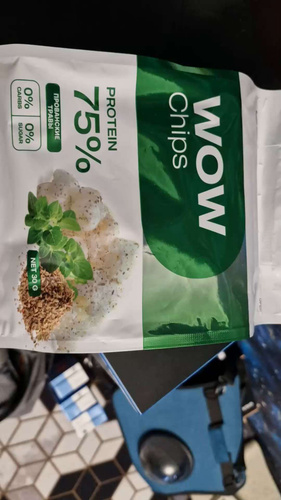 WOW
Chips
PROTEIN
75%
ПРОВАНСКИЕ
ТРАВЫ
0%
CARBS
0%
SUGAR
NET 30 G